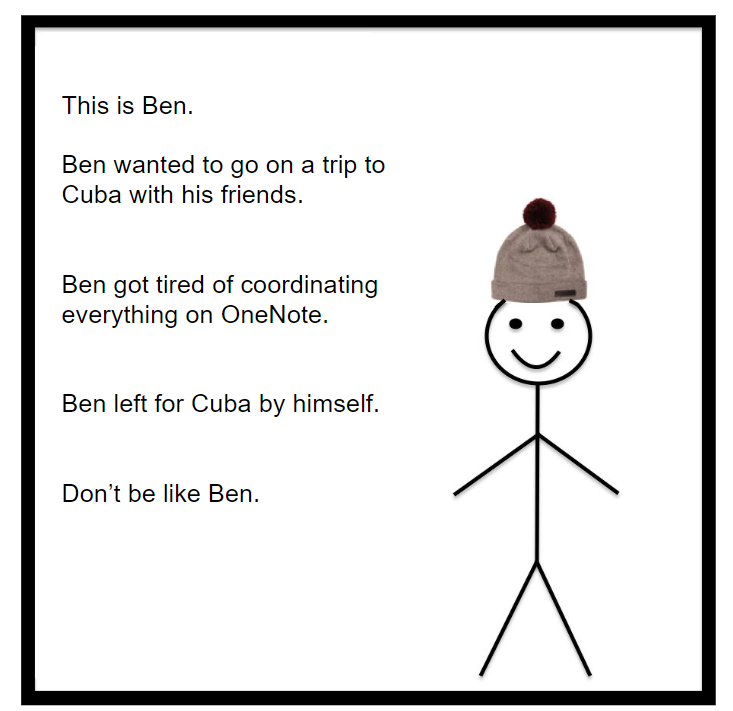 This is Ben.
Ben wanted to go on a trip to
Cuba with his friends.
Ben got tired of coordinating
everything on OneNote.
Ben left for Cuba by himself.
Don’t be like Ben.